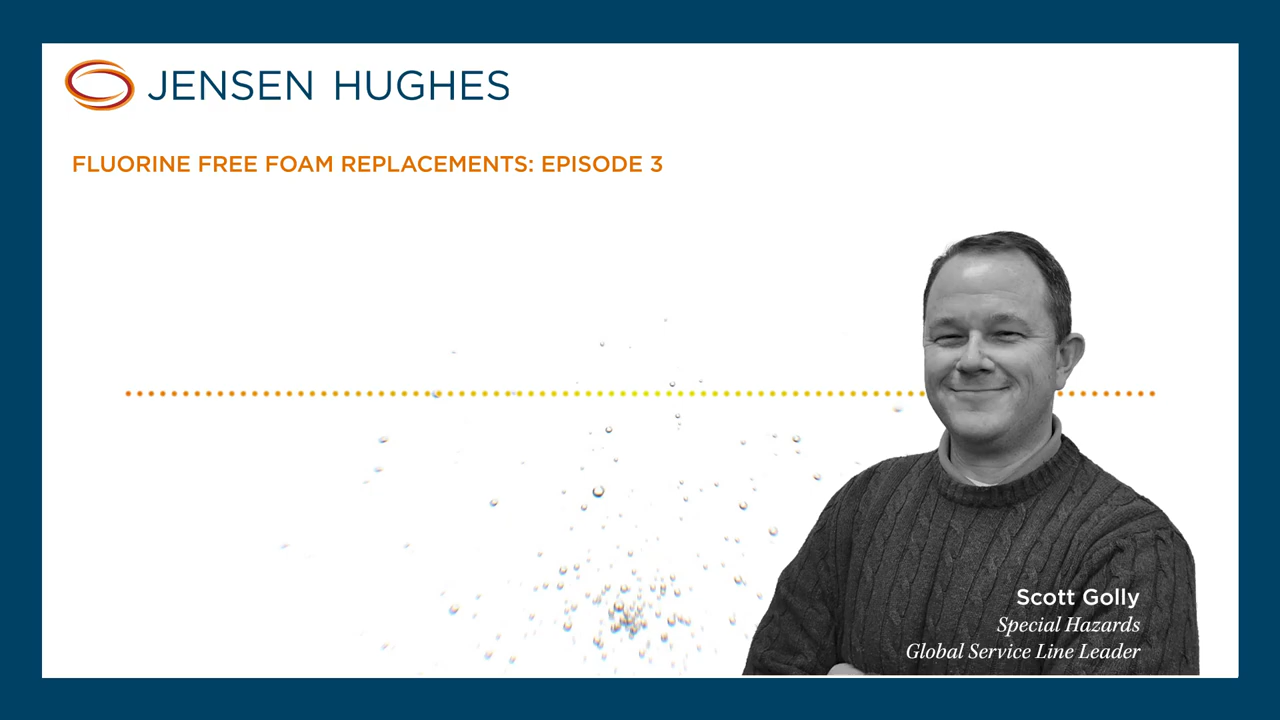 JENSEN HUGHES
FLUORINE FREE FOAM REPLACEMENTS: EPISODE 3
Scott Golly
Special Hazards
Global Service Line Leader